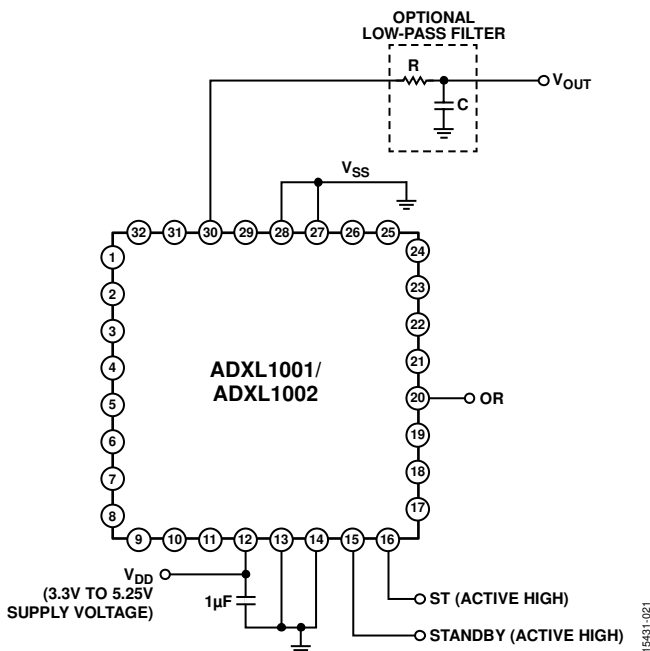 OPTIONAL
LOW-PASS FILTER
R
C
VOUT
VSS
32 31 30 29 28 27 26 25
1
2
3
4
5
6
7
8
24
23
22
21
20
19
18
17
ADXL1001/
ADXL1002
OR
9 10 11 12 13 14 15 16
VDD
(3.3V TO 5.25V
SUPPLY VOLTAGE)
1µF
ST (ACTIVE HIGH)
STANDBY (ACTIVE HIGH)
15431-021